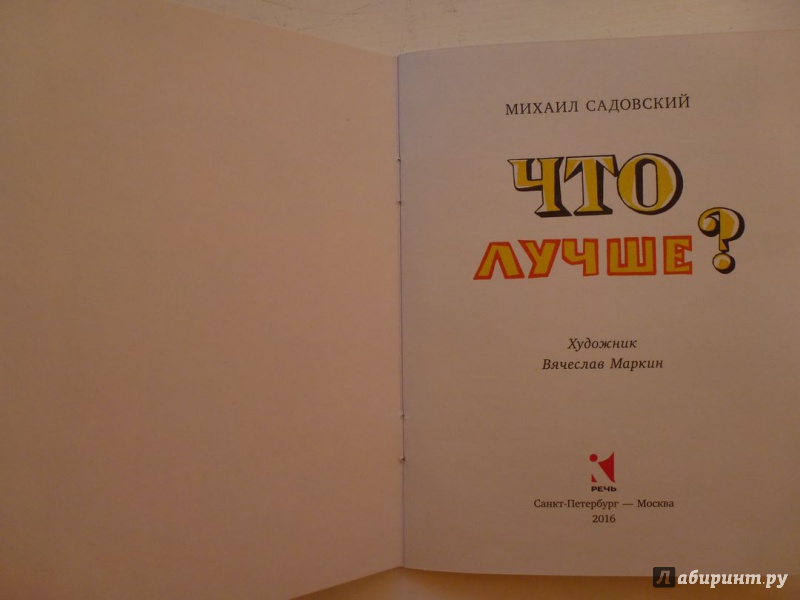 МИХАИЛ САДОВСКИЙ
ЧТО
ЛУЧШЕ?
Художник
Вячеслав Маркин
РЕЧЬ
Санкт-Петербург — Москва
2016
Лабиринт.ру